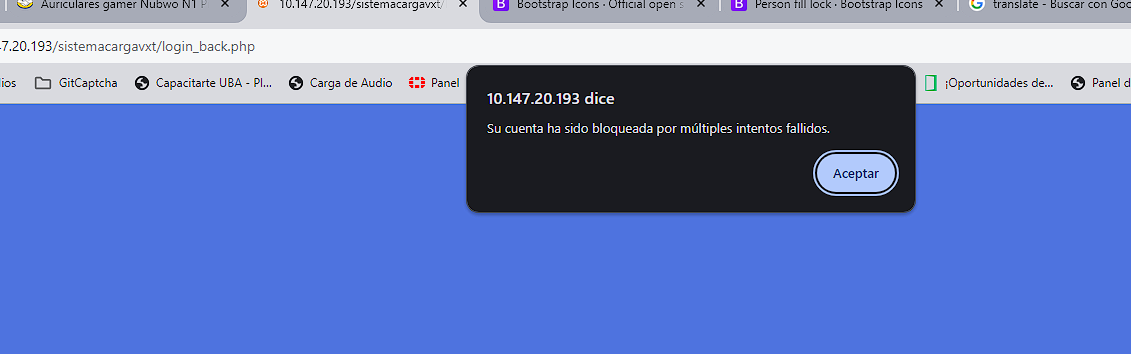 Auriculares gamer Nubwo N1 P
10.147.20.193/sistemacargavxt/
Bootstrap Icons · Official open s
Person fill lock · Bootstrap Icons
translate - Buscar con Goo
47.20.193/sistemacargavxt/login_back.php
ios
GitCaptcha
Capacitarte UBA - Pl...
Carga de Audio
Panel
¡Oportunidades de...
Panel d
10.147.20.193 dice
Su cuenta ha sido bloqueada por múltiples intentos fallidos.
Aceptar